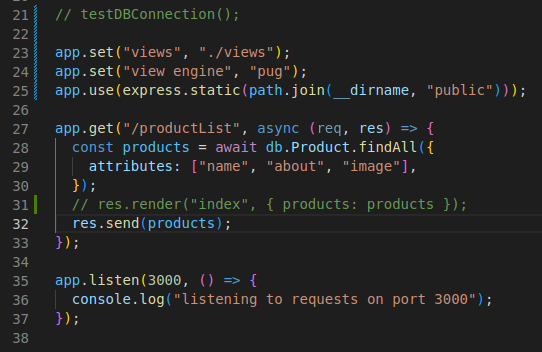 21 // testDBConnection();
22
23 app.set("views", "./views");
24 app.set("view engine", "pug");
25 app.use(express.static(path.join(__dirname, "public")));
26
27 app.get("/productList", async (req, res) => {
28   const products = await db.Product.findAll({
29     attributes: ["name", "about", "image"],
30   });
31   // res.render("index", { products: products });
32   res.send(products);
33 });
34
35 app.listen(3000, () => {
36   console.log("listening to requests on port 3000");
37 });
38